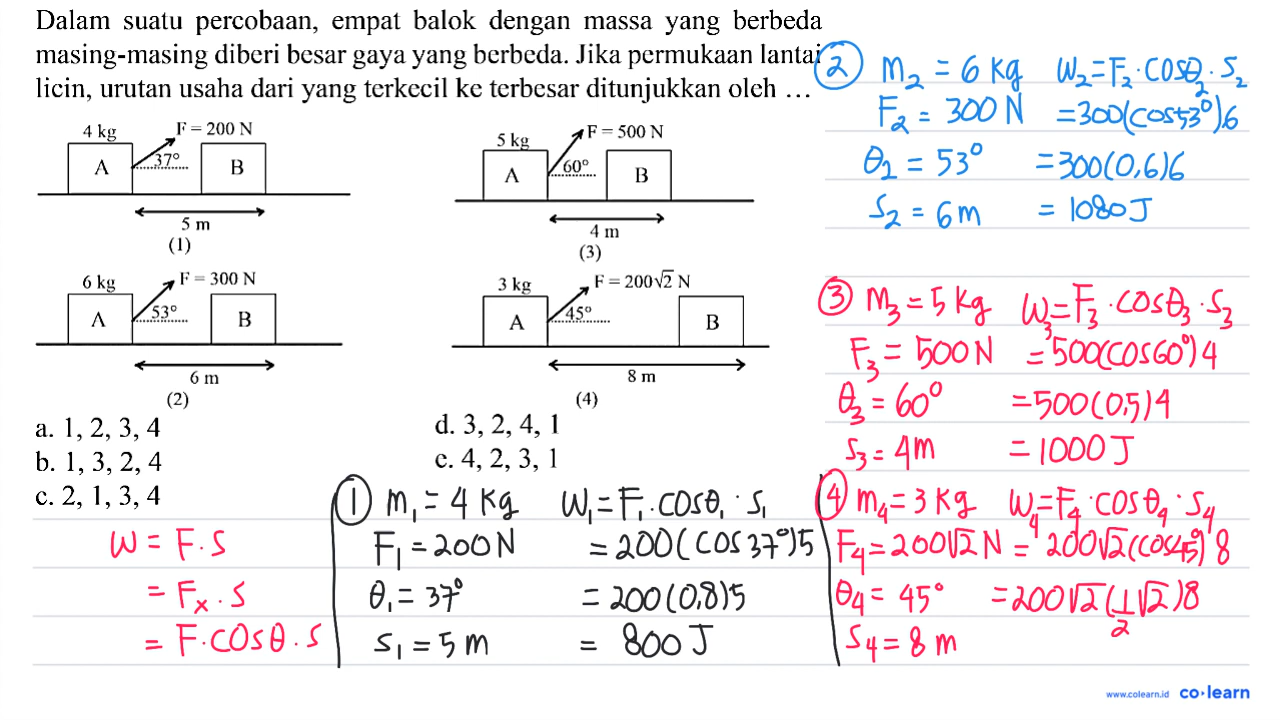 Dalam suatu percobaan, empat balok dengan massa yang berbeda
masing-masing diberi besar gaya yang berbeda. Jika permukaan lantai
licin, urutan usaha dari yang terkecil ke terbesar ditunjukkan oleh ...
4 kg F = 200 N
A 37° B
5 m
(1)
5 kg F = 500 N
A 60° B
4 m
(3)
6 kg F = 300 N
A 53° B
6 m
(2)
3 kg F = 200√2 N
A 45° B
8 m
(4)
a. 1, 2, 3, 4
b. 1, 3, 2, 4
c. 2, 1, 3, 4
d. 3, 2, 4, 1
e. 4, 2, 3, 1
W = F.S
= Fx . S
= F.cosθ.S
① m1 = 4 kg W1 = F1.cosθ1.S1
F1 = 200 N = 200(cos37°)5
θ1 = 37° = 200(0,8)5
S1 = 5 m = 800 J
② m2 = 6 kg W2 = F2.cosθ2.S2
F2 = 300 N = 300(cos53°).6
θ2 = 53° = 300(0,6)6
S2 = 6 m = 1080 J
③ m3 = 5 kg W3 = F3.cosθ3.S3
F3 = 500 N = 500(cos60°)4
θ3 = 60° = 500(0,5)4
S3 = 4 m = 1000 J
④ m4 = 3 kg W4 = F4.cosθ4.S4
F4 = 200√2 N = 200√2(cos45°)8
θ4 = 45° = 200√2(1/2√2)8
S4 = 8 m
www.colearn.id co·learn